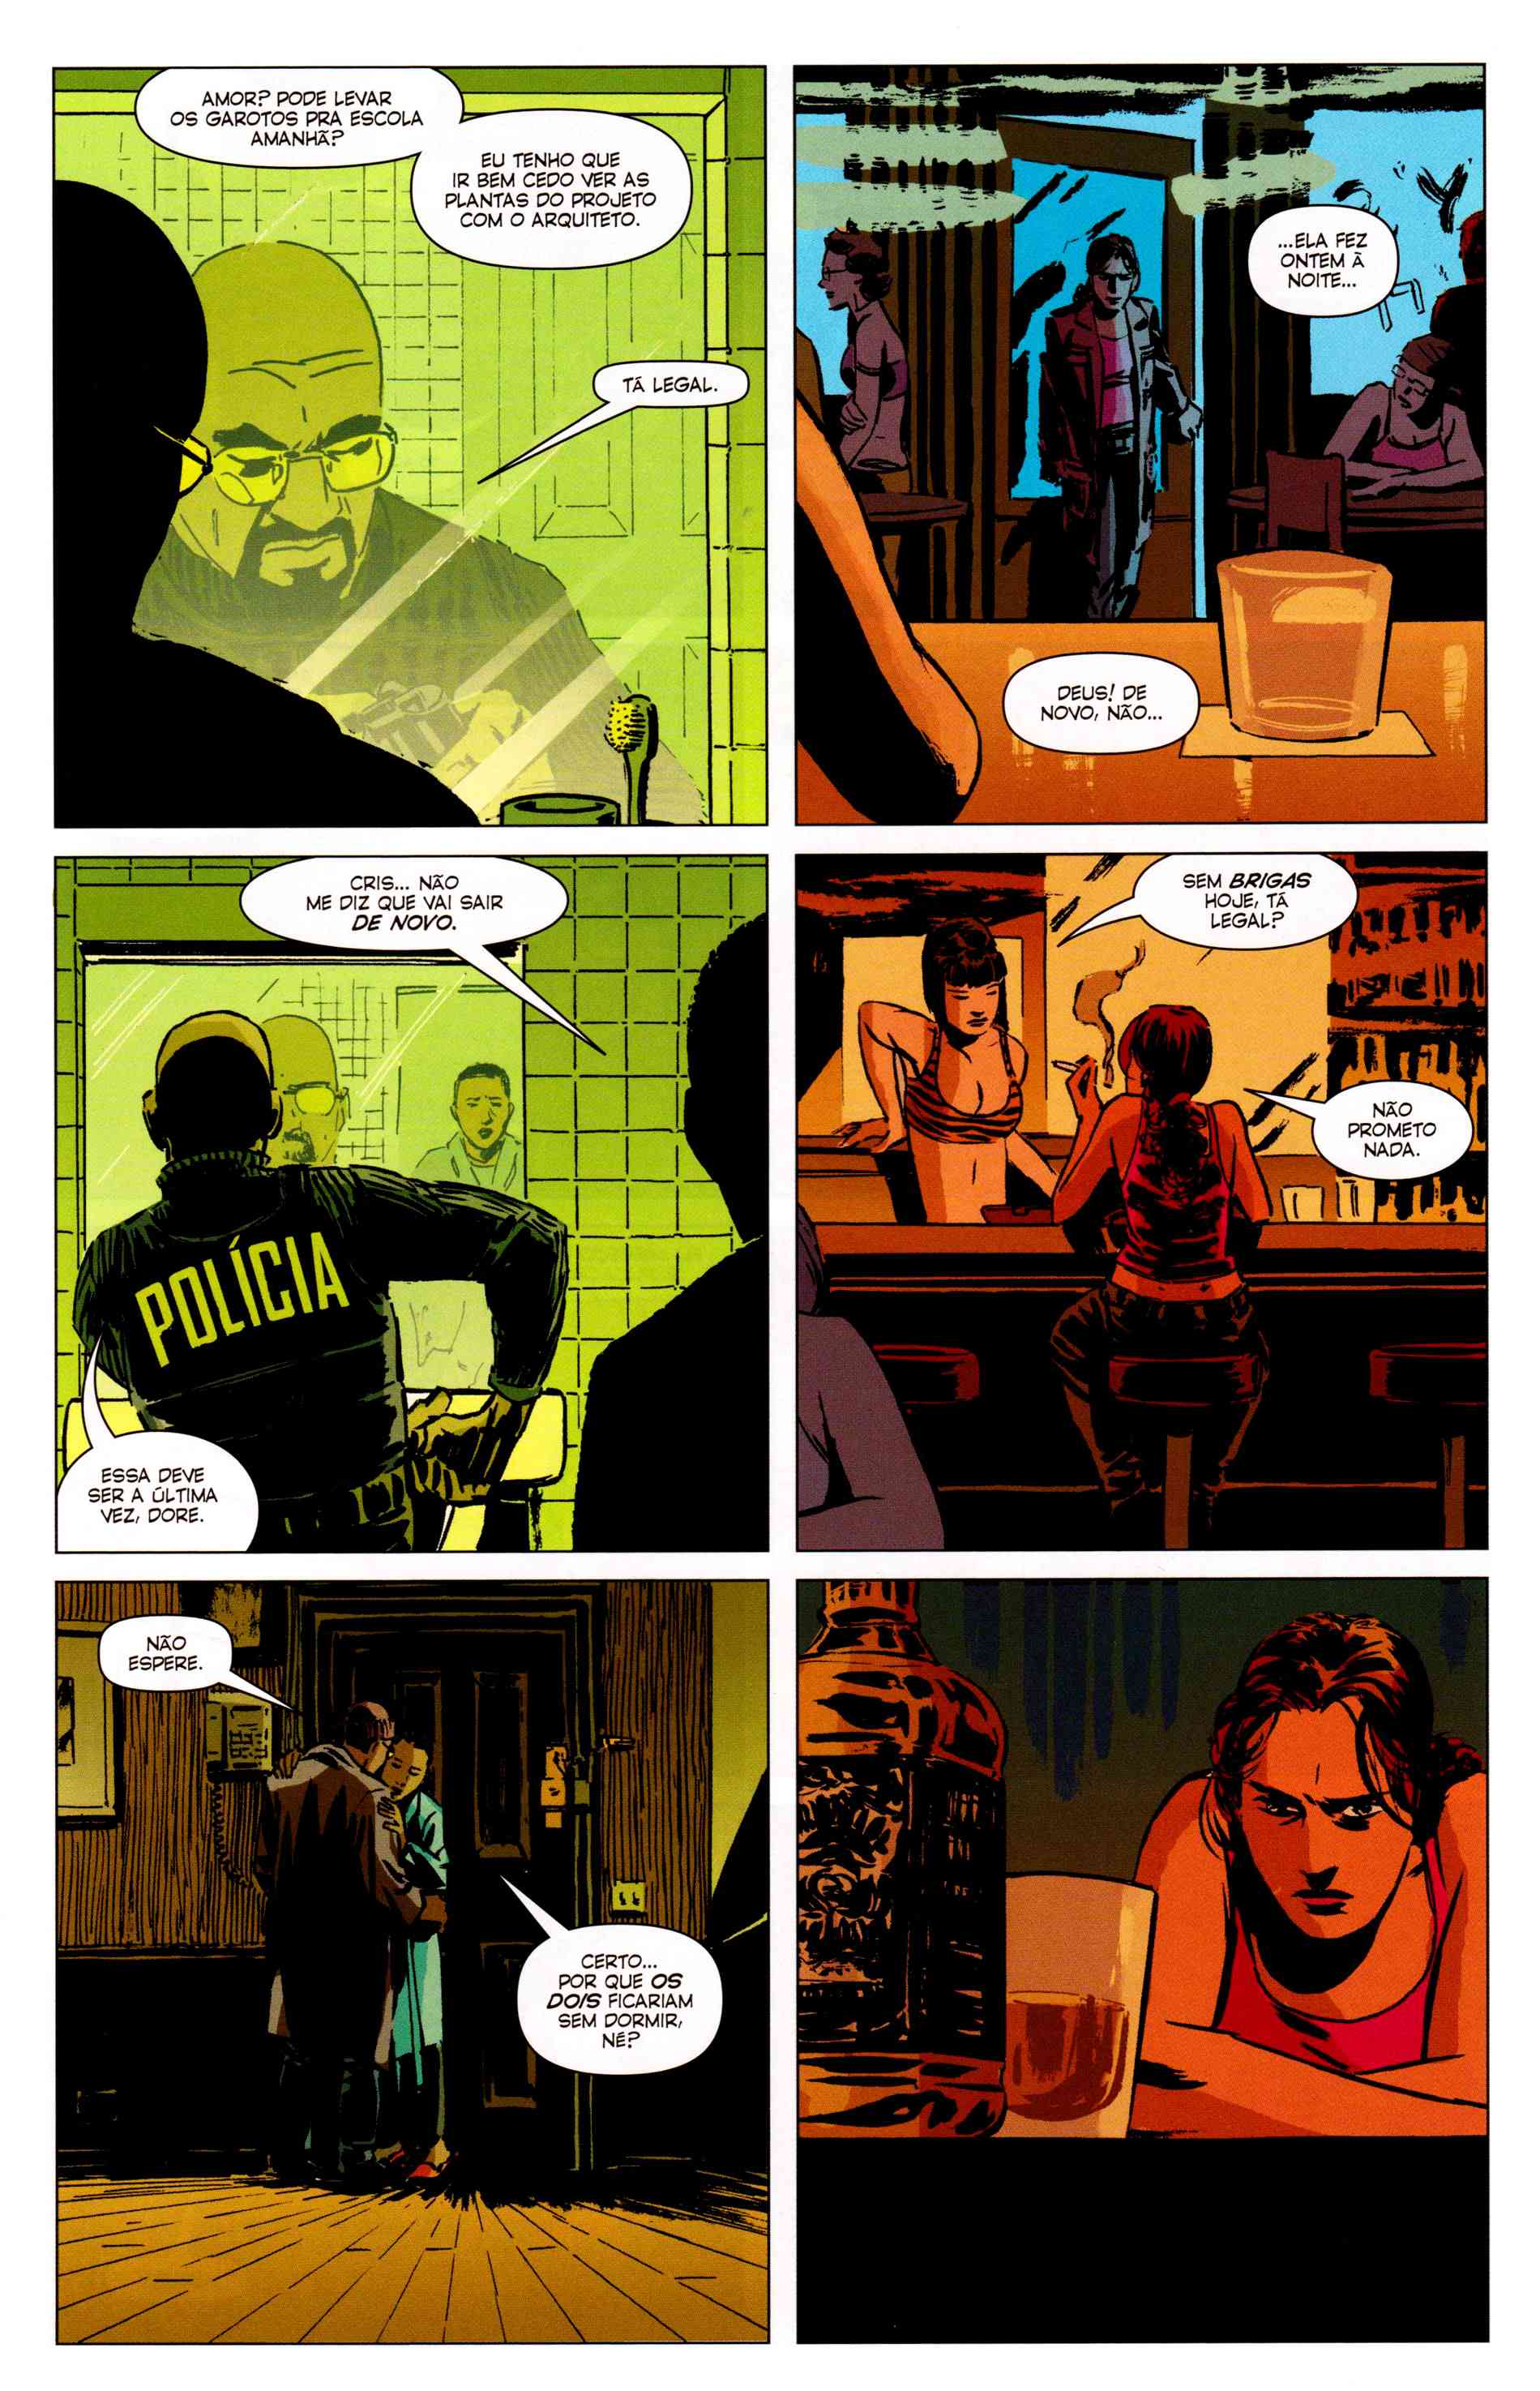 AMOR? PODE LEVAR
OS GAROTOS PRA ESCOLA
AMANHÃ?
EU TENHO QUE
IR BEM CEDO VER AS
PLANTAS DO PROJETO
COM O ARQUITETO.
TÁ LEGAL.
...ELA FEZ
ONTEM À
NOITE...
DEUS! DE
NOVO, NÃO...
CRIS... NÃO
ME DIZ QUE VAI SAIR
DE NOVO.
POLÍCIA
ESSA DEVE
SER A ÚLTIMA
VEZ, DORE.
SEM BRIGAS
HOJE, TÁ
LEGAL?
NÃO
PROMETO
NADA.
NÃO
ESPERE.
CERTO...
POR QUE OS
DOIS FICARIAM
SEM DORMIR,
NÉ?